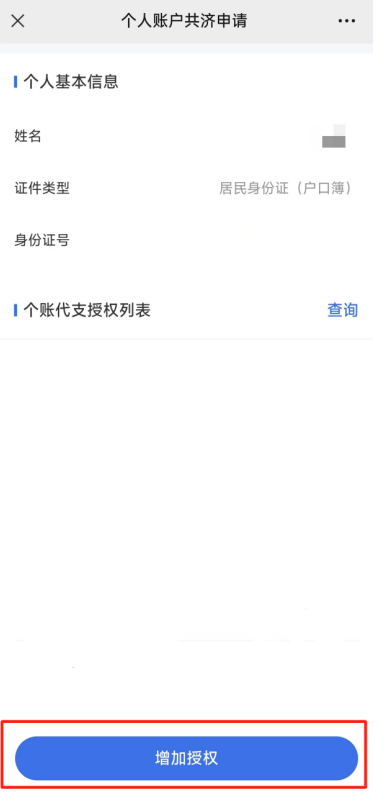 个人账户共济申请
个人基本信息
姓名
证件类型 居民身份证（户口簿）
身份证号
个账代支授权列表 查询
增加授权